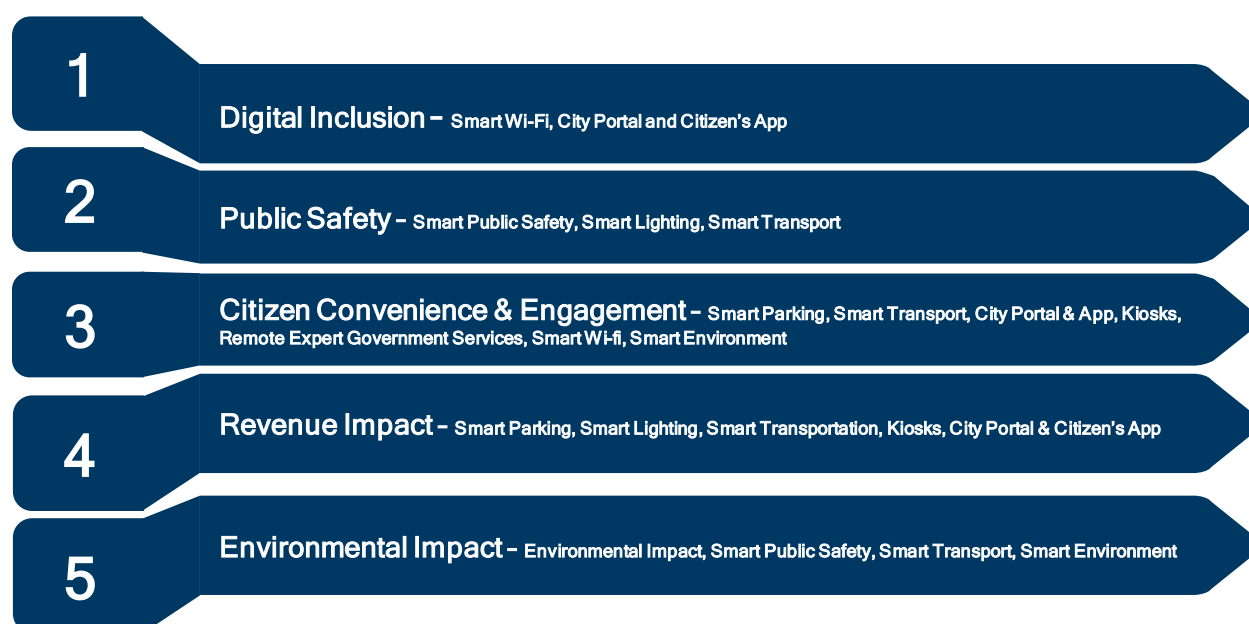 1
Digital Inclusion – Smart Wi-Fi, City Portal and Citizen's App
2
Public Safety – Smart Public Safety, Smart Lighting, Smart Transport
3
Citizen Convenience & Engagement – Smart Parking, Smart Transport, City Portal & App, Kiosks,
Remote Expert Government Services, Smart Wi-fi, Smart Environment
4
Revenue Impact – Smart Parking, Smart Lighting, Smart Transportation, Kiosks, City Portal & Citizen's App
5
Environmental Impact – Environmental Impact, Smart Public Safety, Smart Transport, Smart Environment